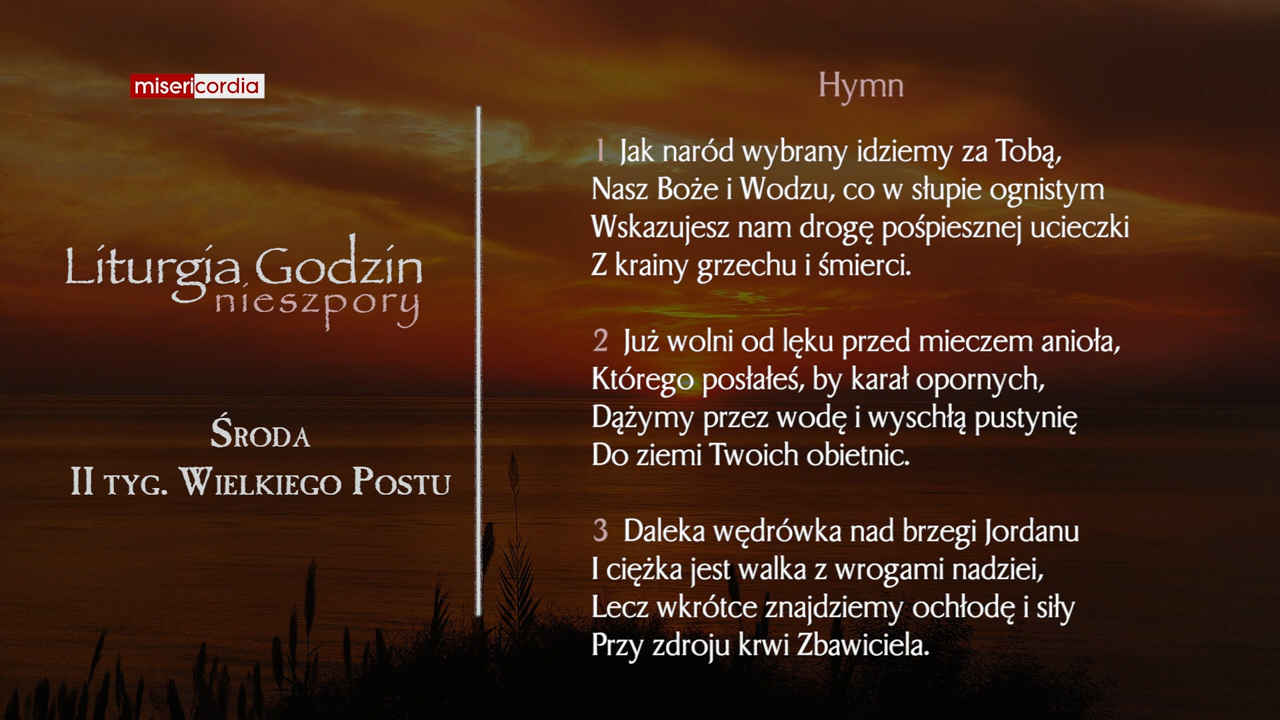 misericordia
Liturgia Godzin
nieszpory
Środa
II tyg. Wielkiego Postu
Hymn
1 Jak naród wybrany idziemy za Tobą,
Nasz Boże i Wodzu, co w słupie ognistym
Wskazujesz nam drogę pośpiesznej ucieczki
Z krainy grzechu i śmierci.
2 Już wolni od lęku przed mieczem anioła,
Którego posłałeś, by karał opornych,
Dążymy przez wodę i wyschłą pustynię
Do ziemi Twoich obietnic.
3 Daleka wędrówka nad brzegi Jordanu
I ciężka jest walka z wrogami nadziei,
Lecz wkrótce znajdziemy ochłodę i siły
Przy zdroju krwi Zbawiciela.